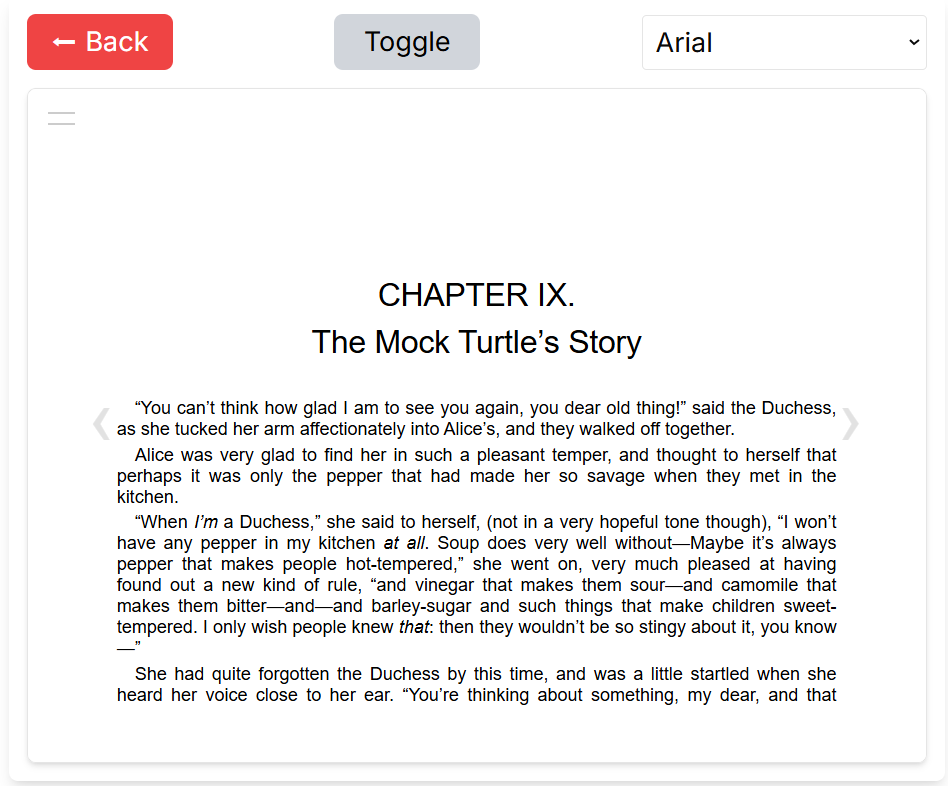 ← Back
Toggle
Arial
CHAPTER IX.
The Mock Turtle’s Story
“You can’t think how glad I am to see you again, you dear old thing!” said the Duchess,
as she tucked her arm affectionately into Alice’s, and they walked off together.
Alice was very glad to find her in such a pleasant temper, and thought to herself that
perhaps it was only the pepper that had made her so savage when they met in the
kitchen.
“When I’m a Duchess,” she said to herself, (not in a very hopeful tone though), “I won’t
have any pepper in my kitchen at all. Soup does very well without—Maybe it’s always
pepper that makes people hot-tempered,” she went on, very much pleased at having
found out a new kind of rule, “and vinegar that makes them sour—and camomile that
makes them bitter—and—and barley-sugar and such things that make children sweet-
tempered. I only wish people knew that: then they wouldn’t be so stingy about it, you know
—”
She had quite forgotten the Duchess by this time, and was a little startled when she
heard her voice close to her ear. “You’re thinking about something, my dear, and that